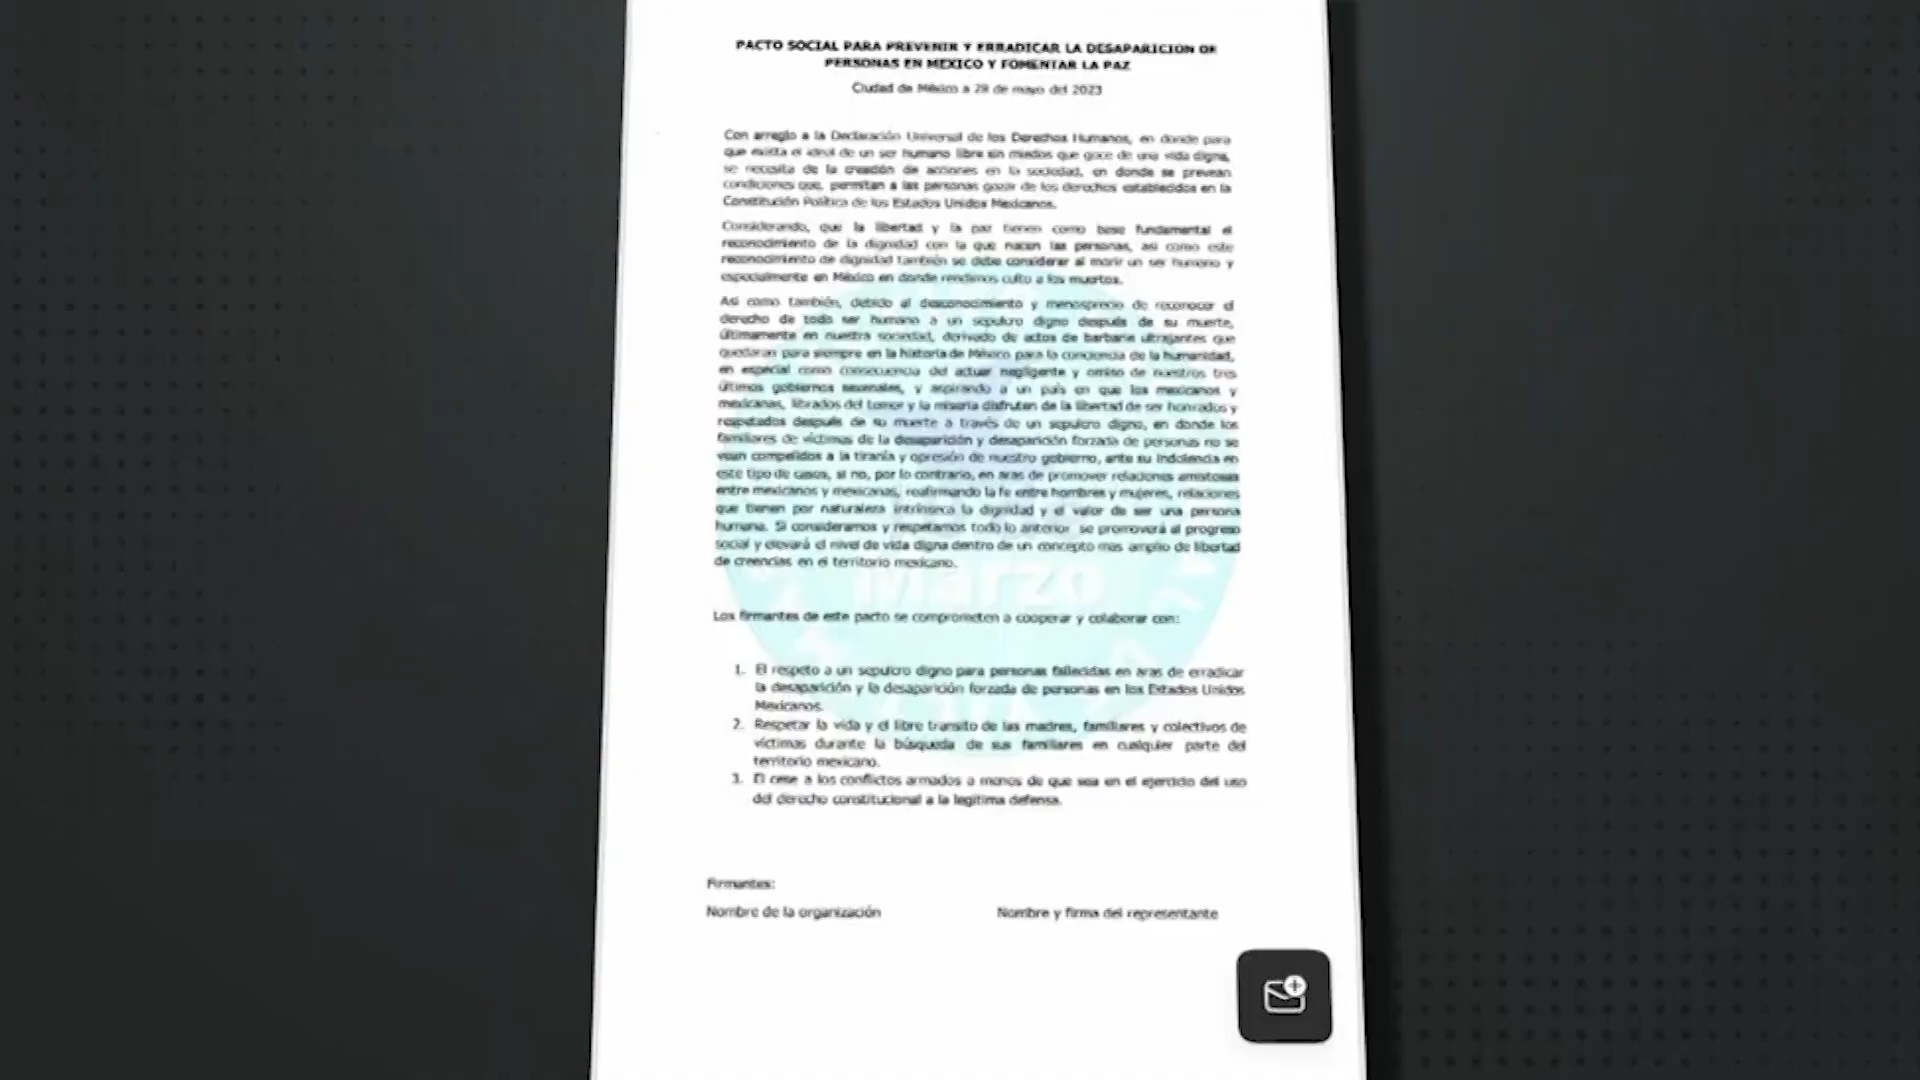 PACTO SOCIAL PARA PREVENIR Y ERRADICAR LA DESAPARICION DE
PERSONAS EN MEXICO Y FOMENTAR LA PAZ
Ciudad de México a 28 de mayo del 2023
Con arreglo a la Declaración Universal de los Derechos Humanos, en donde para
que exista el ideal de un ser humano libre sin miedos que goce de una vida digna,
se necesita de la creación de acciones en la sociedad, en donde se prevean
condiciones que, permitan a las personas gozar de los derechos establecidos en la
Constitución Política de los Estados Unidos Mexicanos.
Considerando, que la libertad y la paz tienen como base fundamental el
reconocimiento de la dignidad con la que nacen las personas, así como este
reconocimiento de dignidad también se debe considerar al morir un ser humano y
especialmente en México en donde rendimos culto a los muertos.
Así como también, debido al desconocimiento y menosprecio de reconocer el
derecho de todo ser humano a un sepulcro digno después de su muerte,
últimamente en nuestra sociedad, derivado de actos de barbarie ultrajantes que
quedaran para siempre en la historia de México para la conciencia de la humanidad,
en especial como consecuencia del actuar negligente y omiso de nuestros tres
últimos gobiernos sexenales, y aspirando a un país en que los mexicanos y
mexicanas, librados del temor y la miseria disfruten de la libertad de ser honrados y
respetados después de su muerte a través de un sepulcro digno, en donde los
familiares de víctimas de la desaparición y desaparición forzada de personas no se
vean compelidos a la tiranía y opresión de nuestro gobierno, ante su indolencia en
este tipo de casos, si no, por lo contrario, en aras de promover relaciones amistosas
entre mexicanos y mexicanas, reafirmando la fe entre hombres y mujeres, relaciones
que tienen por naturaleza intrínseca la dignidad y el valor de ser una persona
humana. Si consideramos y respetamos todo lo anterior se promoverá al progreso
social y elevará el nivel de vida digna dentro de un concepto mas amplio de libertad
de creencias en el territorio mexicano.
Marzo
Los firmantes de este pacto se comprometen a cooperar y colaborar con:
1. El respeto a un sepulcro digno para personas fallecidas en aras de erradicar
la desaparición y la desaparición forzada de personas en los Estados Unidos
Mexicanos.
2. Respetar la vida y el libre transito de las madres, familiares y colectivos de
víctimas durante la búsqueda de sus familiares en cualquier parte del
territorio mexicano.
3. El cese a los conflictos armados a menos de que sea en el ejercicio del uso
del derecho constitucional a la legítima defensa.
Firmantes:
Nombre de la organización Nombre y firma del representante